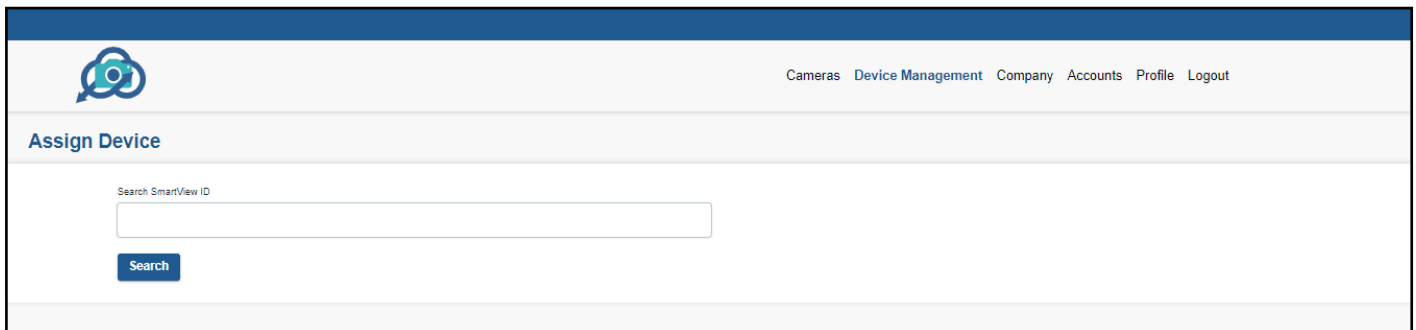 Cameras Device Management Company Accounts Profile Logout
Assign Device
Search SmartView ID
Search